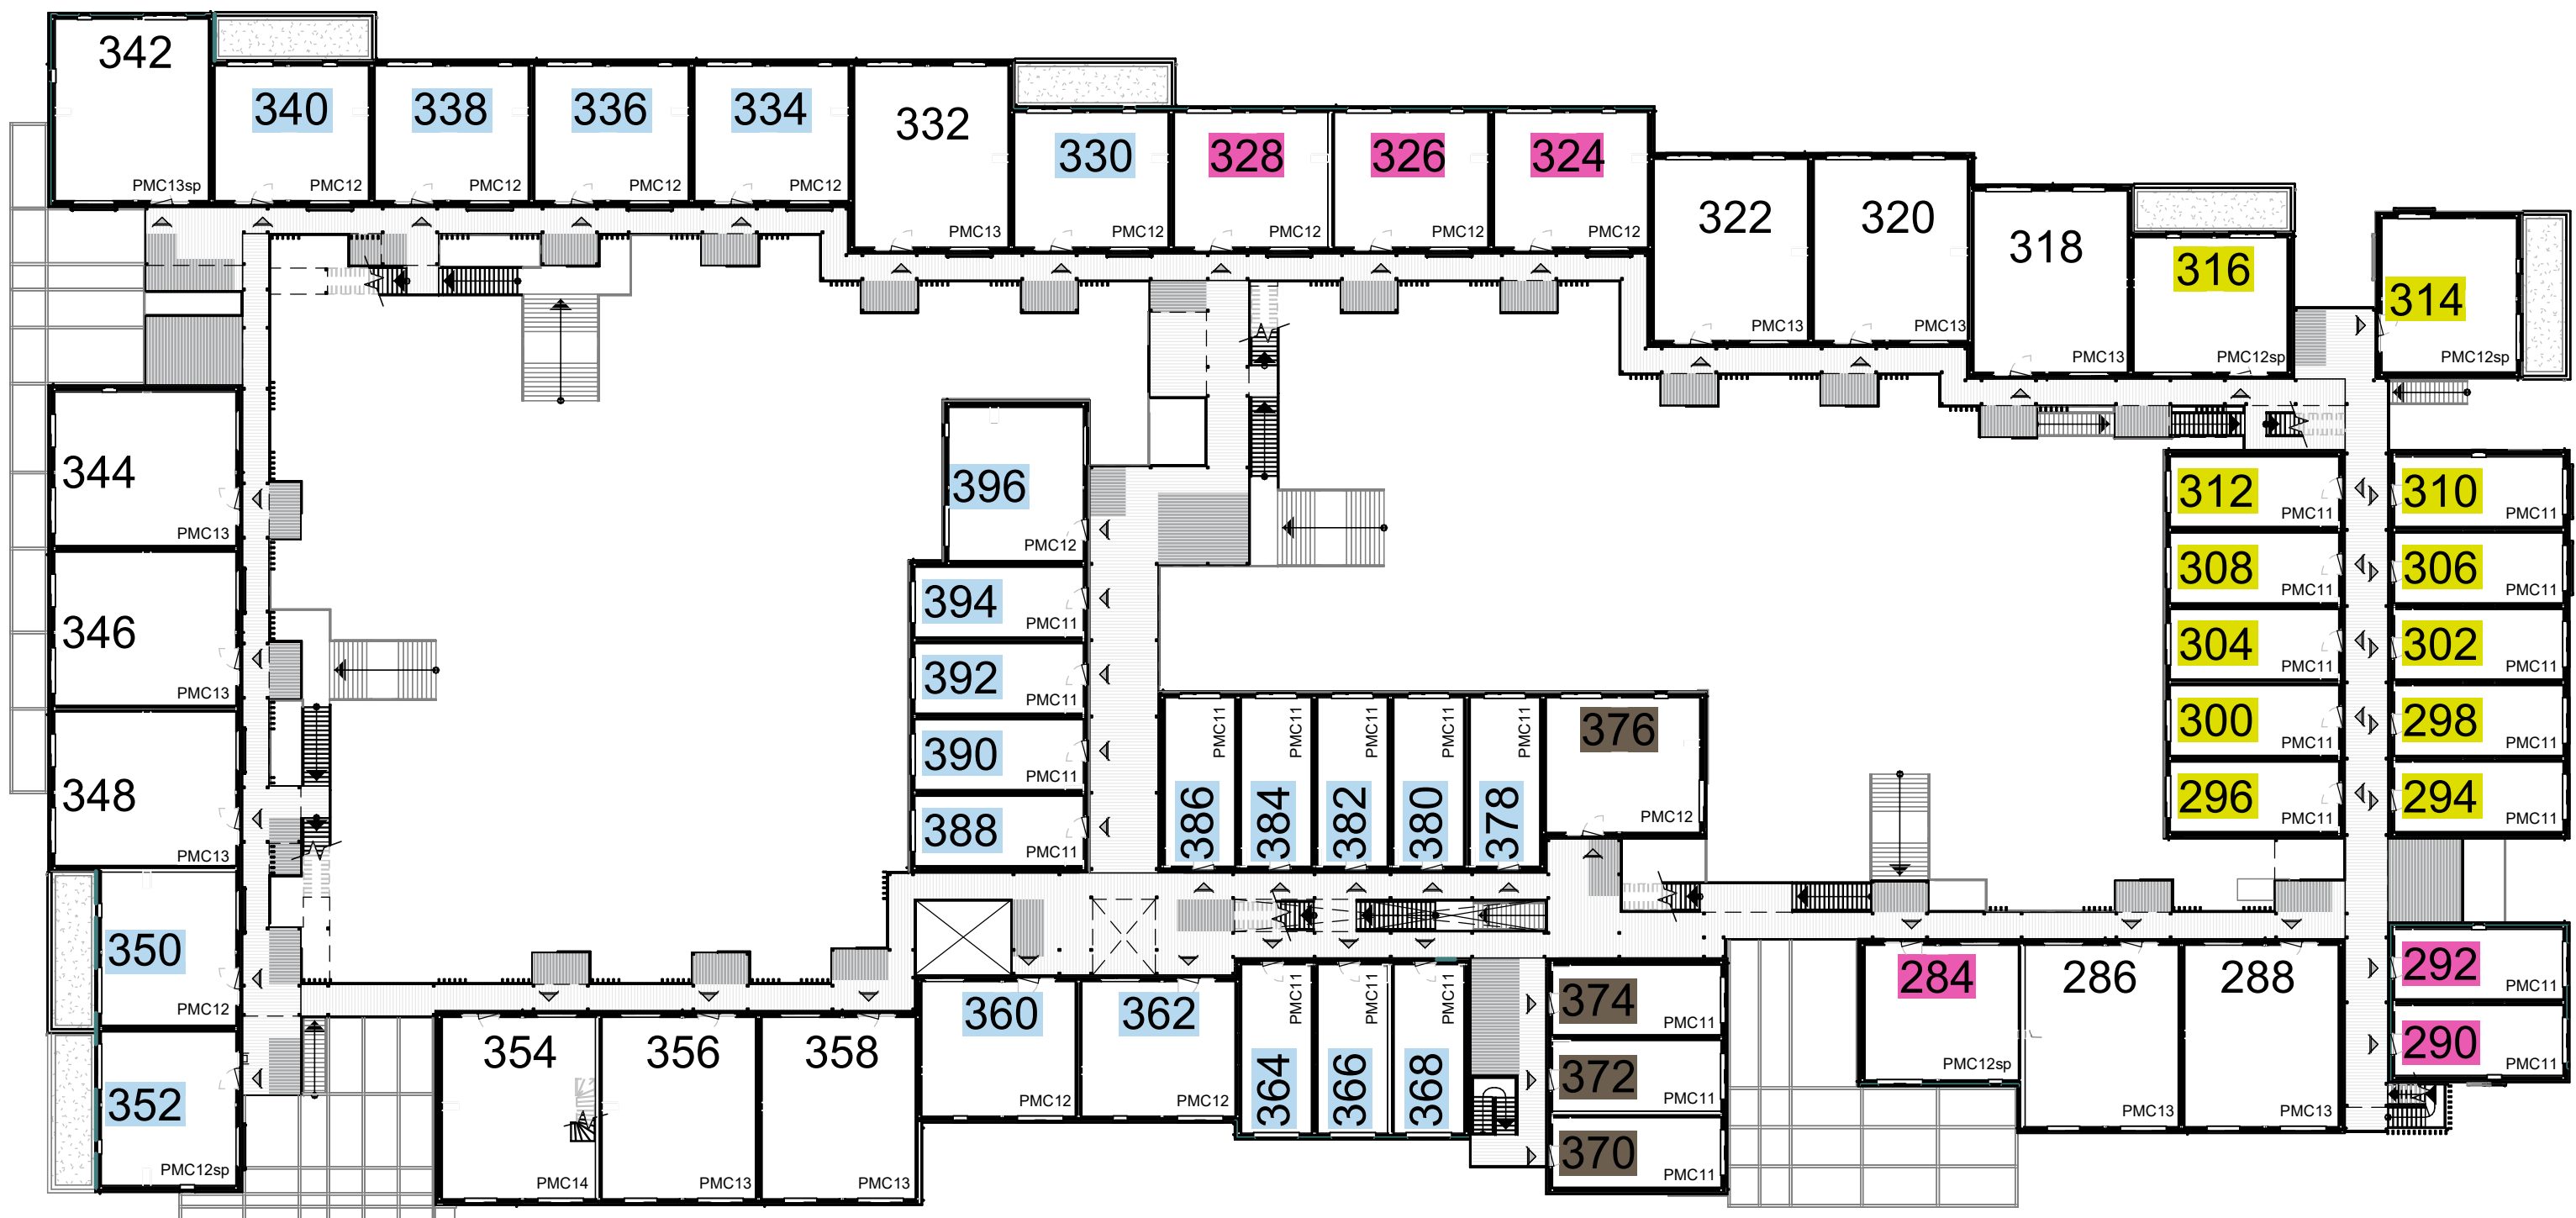 342
PMC13sp
340
PMC12
338
PMC12
336
PMC12
334
PMC12
332
PMC13
330
PMC12
328
PMC12
326
PMC12
324
PMC12
322
PMC13
320
PMC13
318
PMC13
316
PMC12sp
314
PMC12sp
344
PMC13
346
PMC13
348
PMC13
350
PMC12
352
PMC12sp
396
PMC12
394
PMC11
392
PMC11
390
PMC11
388
PMC11
386
PMC11
384
PMC11
382
PMC11
380
PMC11
378
PMC11
376
PMC12
312
PMC11
310
PMC11
308
PMC11
306
PMC11
304
PMC11
302
PMC11
300
PMC11
298
PMC11
296
PMC11
294
PMC11
354
PMC14
356
PMC13
358
PMC13
360
PMC12
362
PMC12
364
PMC11
366
PMC11
368
PMC11
374
PMC11
372
PMC11
370
PMC11
284
PMC12sp
286
PMC13
288
PMC13
292
PMC11
290
PMC11